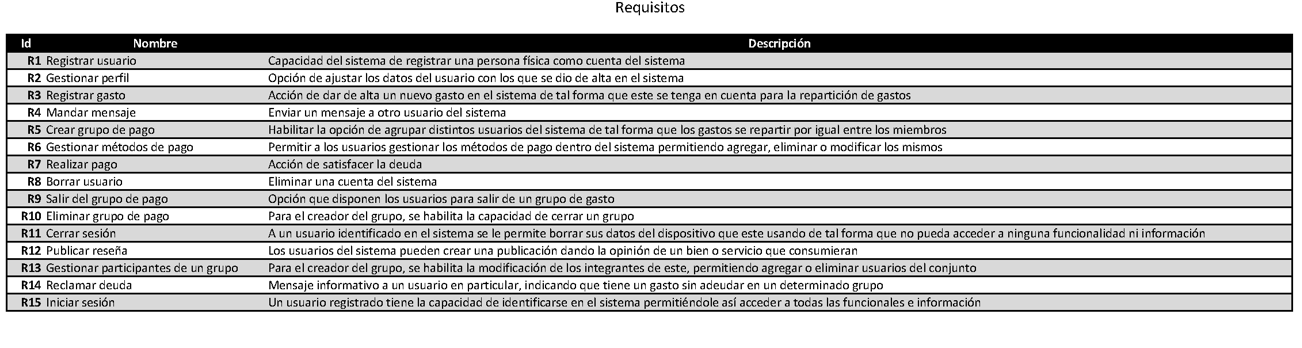 Requisitos
Id Nombre Descripción
R1 Registrar usuario Capacidad del sistema de registrar una persona física como cuenta del sistema
R2 Gestionar perfil Opción de ajustar los datos del usuario con los que se dio de alta en el sistema
R3 Registrar gasto Acción de dar de alta un nuevo gasto en el sistema de tal forma que este se tenga en cuenta para la repartición de gastos
R4 Mandar mensaje Enviar un mensaje a otro usuario del sistema
R5 Crear grupo de pago Habilitar la opción de agrupar distintos usuarios del sistema de tal forma que los gastos se repartir por igual entre los miembros
R6 Gestionar métodos de pago Permitir a los usuarios gestionar los métodos de pago dentro del sistema permitiendo agregar, eliminar o modificar los mismos
R7 Realizar pago Acción de satisfacer la deuda
R8 Borrar usuario Eliminar una cuenta del sistema
R9 Salir del grupo de pago Opción que disponen los usuarios para salir de un grupo de gasto
R10 Eliminar grupo de pago Para el creador del grupo, se habilita la capacidad de cerrar un grupo
R11 Cerrar sesión A un usuario identificado en el sistema se le permite borrar sus datos del dispositivo que este usando de tal forma que no pueda acceder a ninguna funcionalidad ni información
R12 Publicar reseña Los usuarios del sistema pueden crear una publicación dando la opinión de un bien o servicio que consumieran
R13 Gestionar participantes de un grupo Para el creador del grupo, se habilita la modificación de los integrantes de este, permitiendo agregar o eliminar usuarios del conjunto
R14 Reclamar deuda Mensaje informativo a un usuario en particular, indicando que tiene un gasto sin adeudar en un determinado grupo
R15 Iniciar sesión Un usuario registrado tiene la capacidad de identificarse en el sistema permitiéndole así acceder a todas las funcionales e información